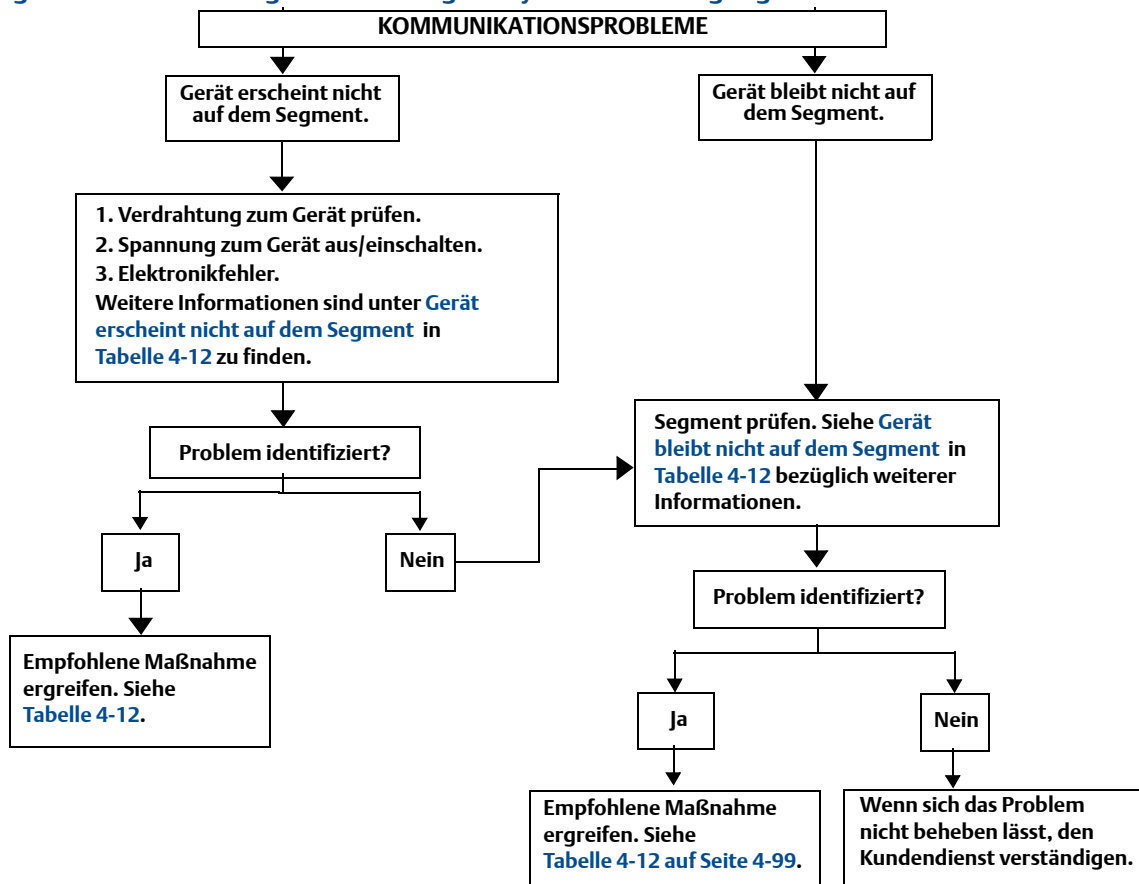 KOMMUNIKATIONSPROBLEME
Gerät erscheint nicht
auf dem Segment.
Gerät bleibt nicht auf
dem Segment.
1. Verdrahtung zum Gerät prüfen.
2. Spannung zum Gerät aus/einschalten.
3. Elektronikfehler.
Weitere Informationen sind unter Gerät
erscheint nicht auf dem Segment in
Tabelle 4-12 zu finden.
Problem identifiziert?
Ja
Nein
Empfohlene Maßnahme
ergreifen. Siehe
Tabelle 4-12.
Segment prüfen. Siehe Gerät
bleibt nicht auf dem Segment in
Tabelle 4-12 bezüglich weiterer
Informationen.
Problem identifiziert?
Ja
Nein
Empfohlene Maßnahme
ergreifen. Siehe
Tabelle 4-12 auf Seite 4-99.
Wenn sich das Problem
nicht beheben lässt, den
Kundendienst verständigen.